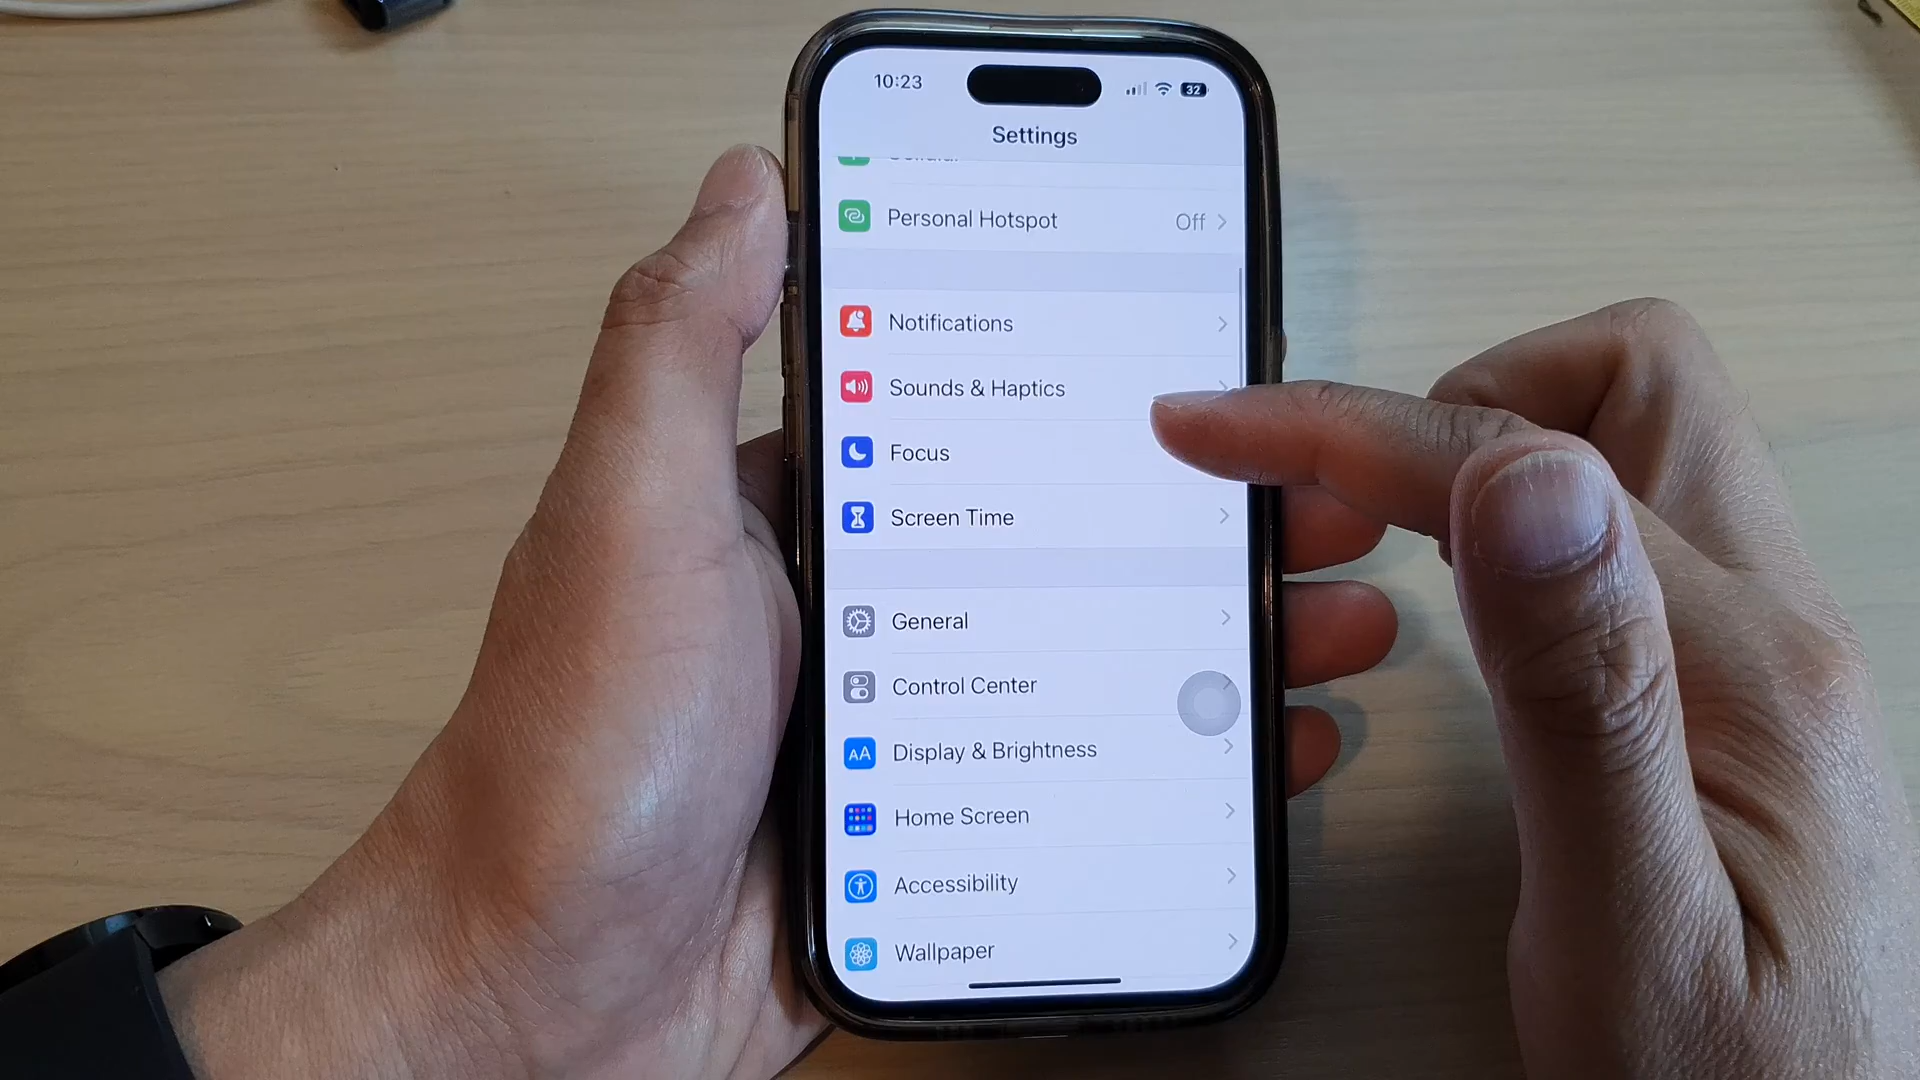 10:23
32
Settings
Personal Hotspot Off
Notifications
Sounds & Haptics
Focus
Screen Time
General
Control Center
AA Display & Brightness
Home Screen
Accessibility
Wallpaper